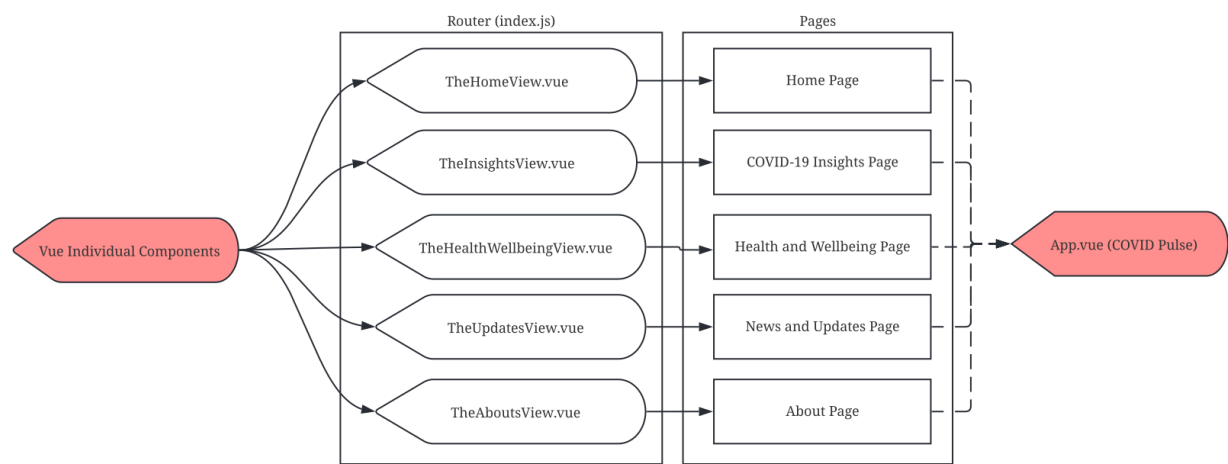 Router (index.js)
Pages
TheHomeView.vue
Home Page
TheInsightsView.vue
COVID-19 Insights Page
Vue Individual Components
TheHealthWellbeingView.vue
Health and Wellbeing Page
App.vue (COVID Pulse)
TheUpdatesView.vue
News and Updates Page
TheAboutsView.vue
About Page